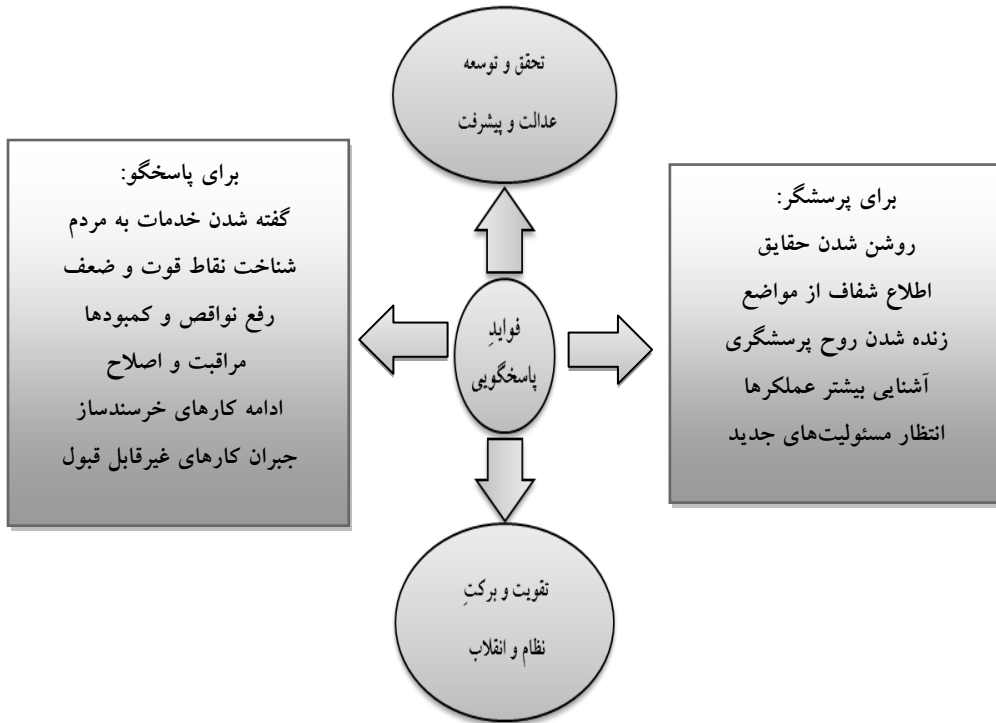 تحقق و توسعه
عدالت و پیشرفت
برای پرسشگر:
روشن شدن حقایق
اطلاع شفاف از مواضع
زنده شدن روح پرسشگری
آشنایی بیشتر عملکرها
انتظار مسئولیت‌های جدید
فوایدِ
پاسخگویی
برای پاسخگو:
گفته شدن خدمات به مردم
شناخت نقاط قوت و ضعف
رفع نواقص و کمبودها
مراقبت و اصلاح
ادامه کارهای خرسندساز
جبران کارهای غیرقابل قبول
تقویت و برکتِ
نظام و انقلاب